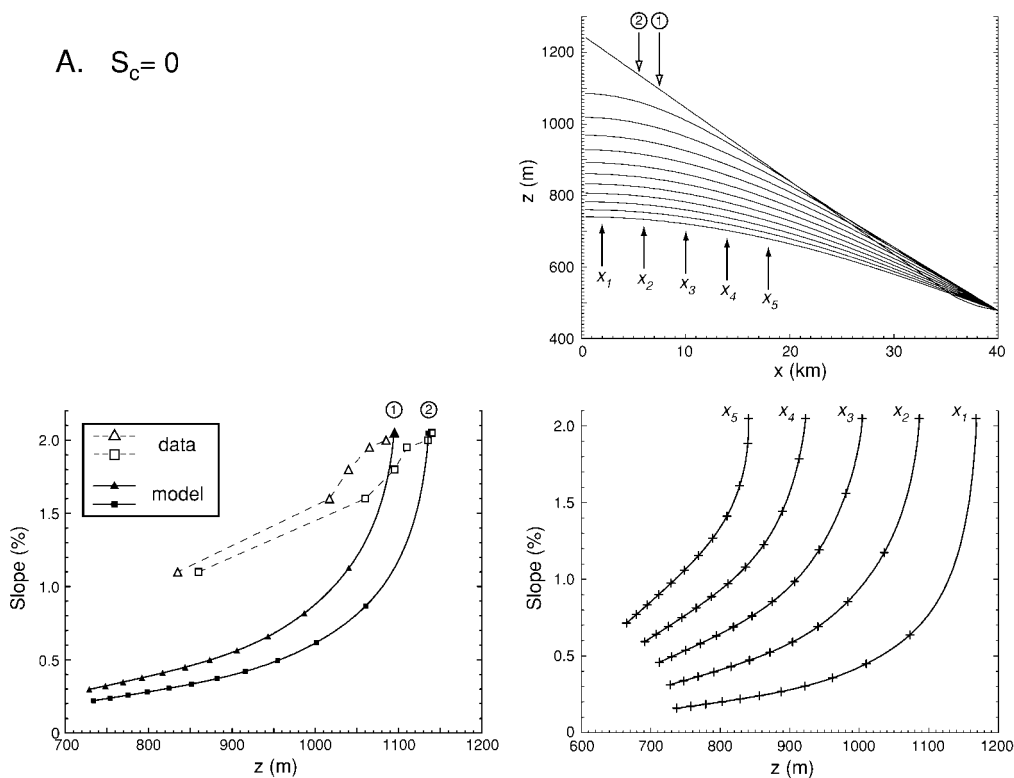 A. Sc= 0
2 1
1200
1000
800
600
400
z (m)
x1 x2 x3 x4 x5
0 10 20 30 40
x (km)
1 2
data
model
2.0
1.5
1.0
0.5
0
Slope (%)
700 800 900 1000 1100 1200
z (m)
x5 x4 x3 x2 x1
2.0
1.5
1.0
0.5
0
Slope (%)
600 700 800 900 1000 1100 1200
z (m)